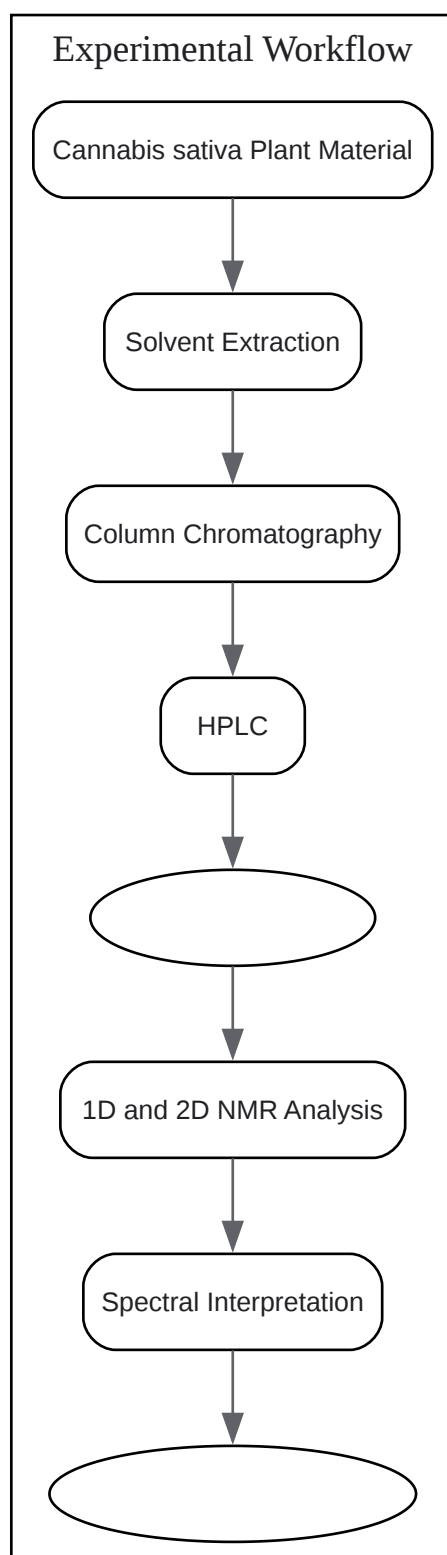 Experimental Workflow
Cannabis sativa Plant Material
Solvent Extraction
Column Chromatography
HPLC
1D and 2D NMR Analysis
Spectral Interpretation